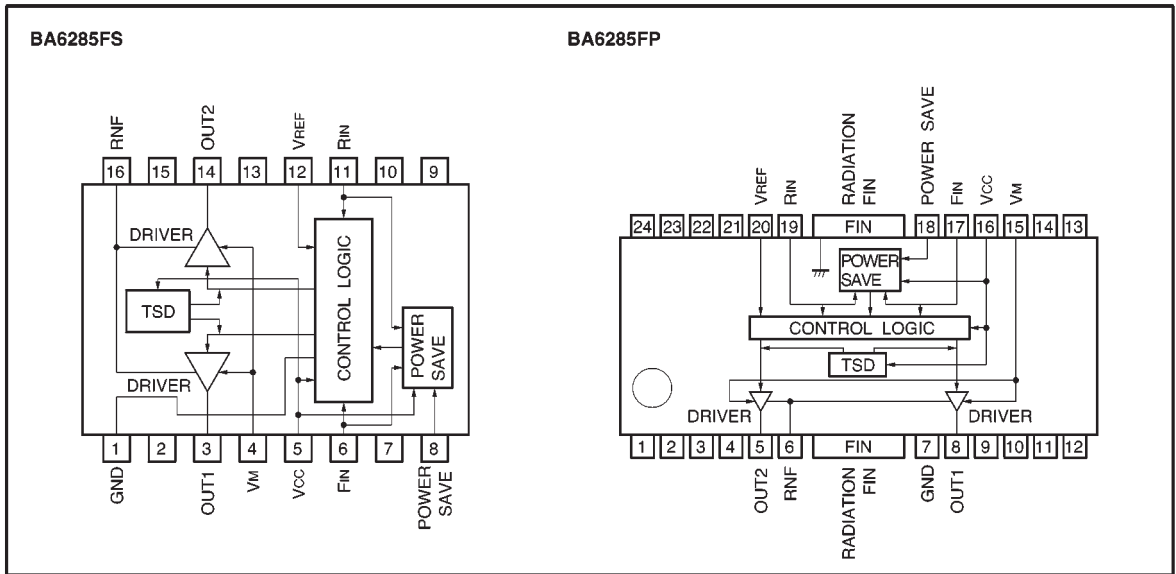 BA6285FS
RNF
OUT2
VREF
RIN
16 15 14 13 12 11 10 9
DRIVER
TSD
DRIVER
CONTROL LOGIC
POWER
SAVE
1 2 3 4 5 6 7 8
GND
OUT1
VM
VCC
FIN
POWER
SAVE
BA6285FP
VREF
RIN
RADIATION
FIN
POWER SAVE
FIN
VCC
VM
24 23 22 21 20 19 FIN 18 17 16 15 14 13
POWER
SAVE
CONTROL LOGIC
TSD
DRIVER
DRIVER
1 2 3 4 5 6 FIN 7 8 9 10 11 12
OUT2
RNF
RADIATION
FIN
GND
OUT1